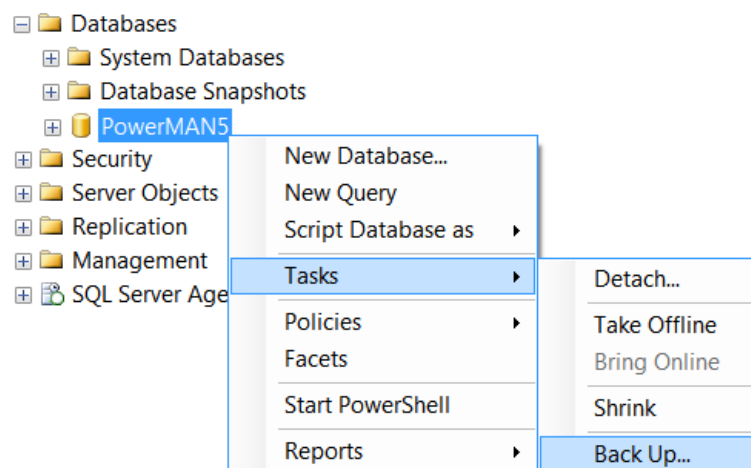 Databases
System Databases
Database Snapshots
PowerMAN5
Security
Server Objects
Replication
Management
SQL Server Age
New Database...
New Query
Script Database as
Tasks
Policies
Facets
Start PowerShell
Reports
Detach...
Take Offline
Bring Online
Shrink
Back Up...